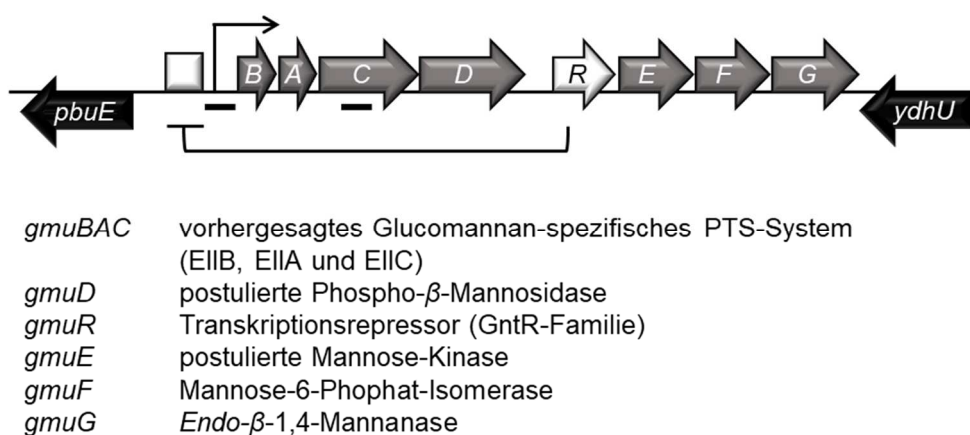 B A C D R E F G
pbuE ydhU
gmuBAC vorhergesagtes Glucomannan-spezifisches PTS-System
(EIIB, EIIA und EIIC)
gmuD postulierte Phospho-β-Mannosidase
gmuR Transkriptionsrepressor (GntR-Familie)
gmuE postulierte Mannose-Kinase
gmuF Mannose-6-Phophat-Isomerase
gmuG Endo-β-1,4-Mannanase